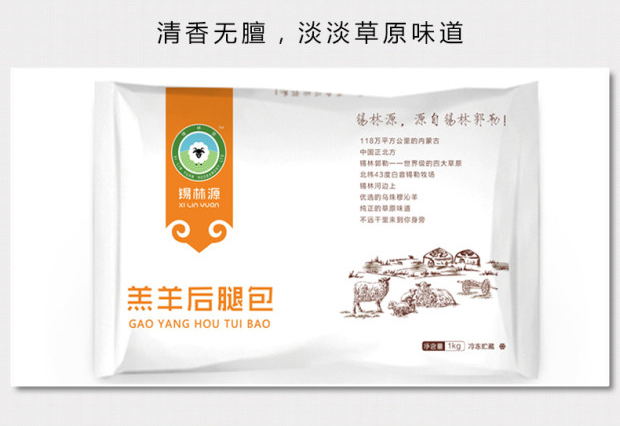 清香无膻，淡淡草原味道
锡林源，源自锡林郭勒！
118万平方公里的内蒙古
中国正北方
锡林郭勒——世界级的四大草原
北纬43度白音锡勒牧场
锡林河边上
优选的乌珠穆沁羊
纯正的草原味道
不远千里来到你身旁
锡林源
XI LIN YUAN
羔羊后腿包
GAO YANG HOU TUI BAO
净含量 1kg 冷冻贮藏